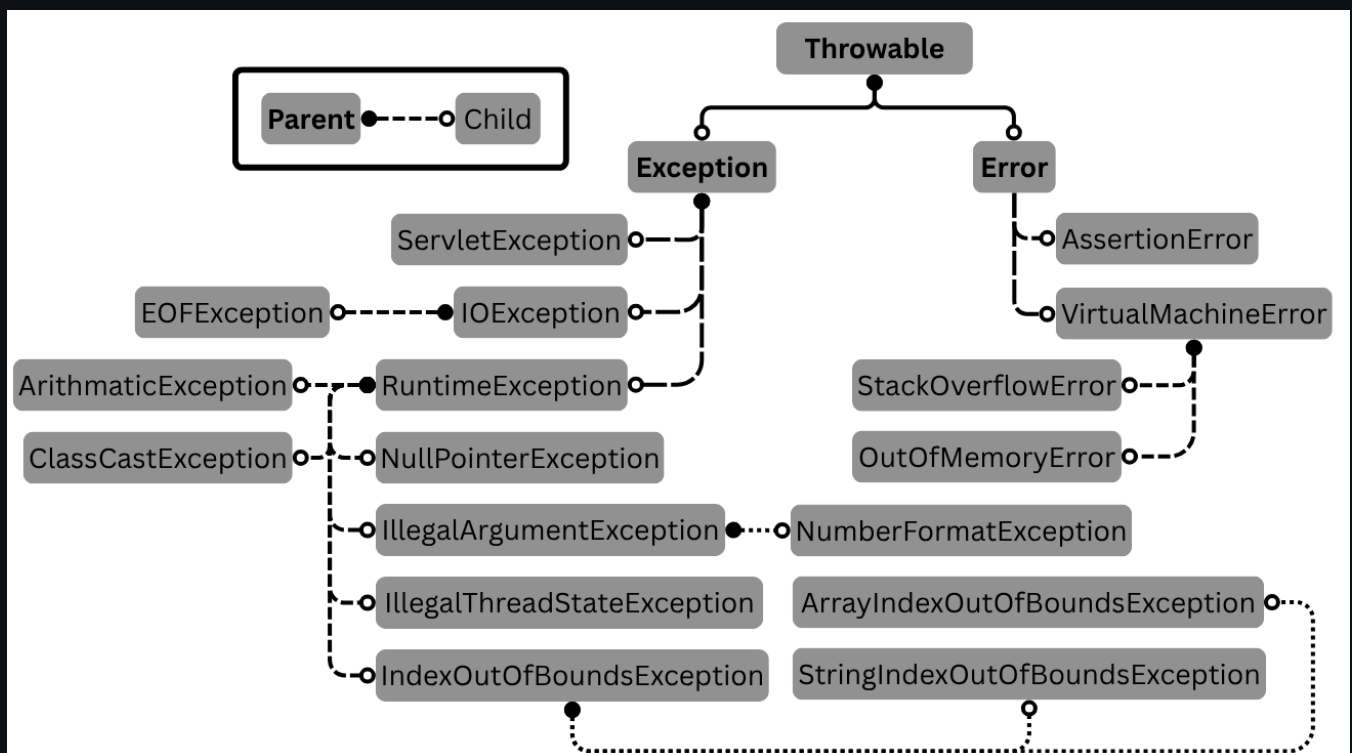 Throwable
Parent Child
Exception Error
ServletException AssertionError
EOFException IOException VirtualMachineError
ArithmaticException RuntimeException StackOverflowError
ClassCastException NullPointerException OutOfMemoryError
IllegalArgumentException NumberFormatException
IllegalThreadStateException ArrayIndexOutOfBoundsException
IndexOutOfBoundsException StringIndexOutOfBoundsException